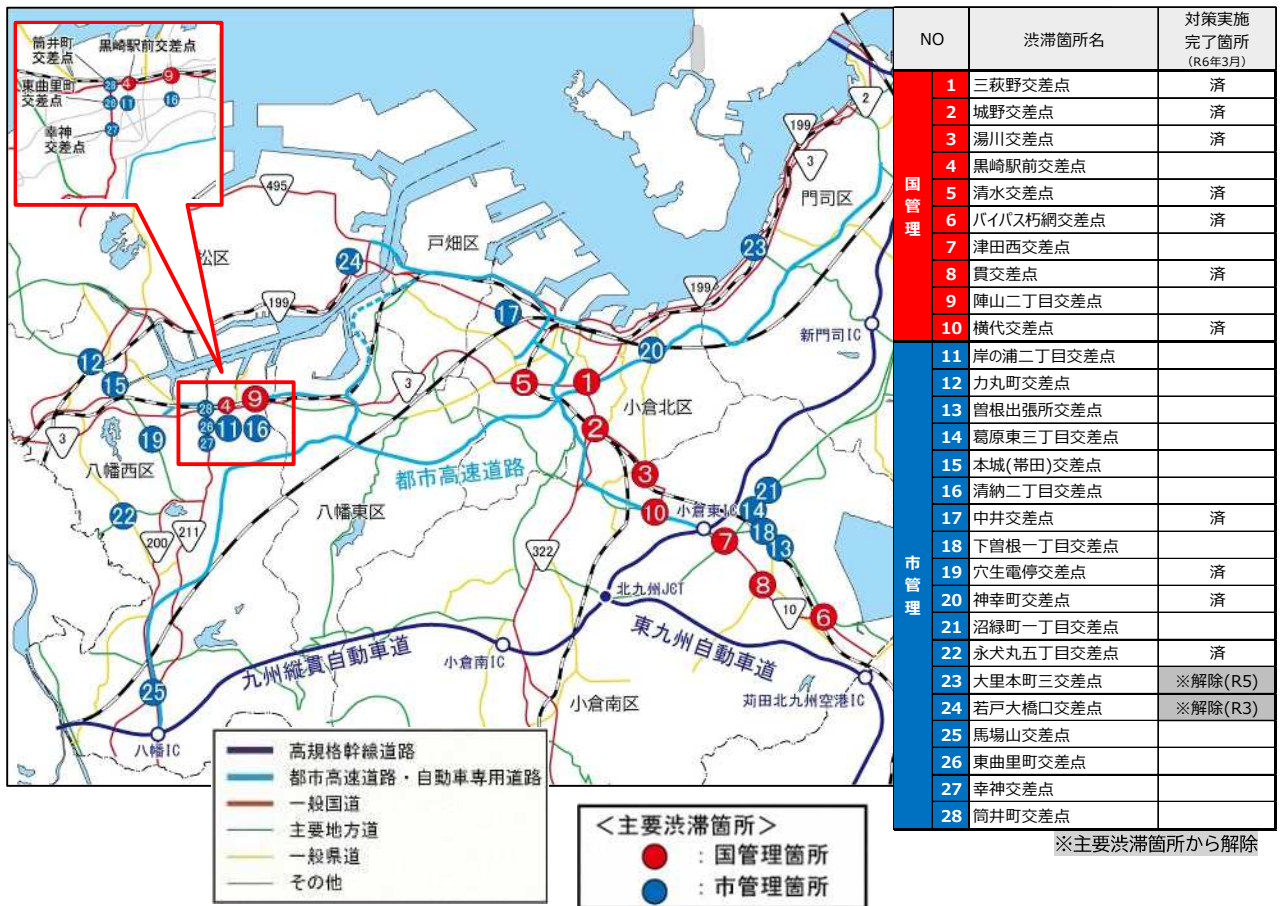 筒井町
交差点
黒崎駅前交差点
28
4
9
東曲里町
交差点
26
11
16
幸神
交差点
27
2
199
3
門司区
495
戸畑区
松区
24
23
199
199
17
新門司IC
12
15
20
3
5
1
小倉北区
28
4
9
26
11
16
27
2
3
19
八幡西区
都市高速道路
3
21
22
八幡東区
10
小倉東IC
14
18
13
7
200
211
322
8
北九州JCT
10
6
九州縦貫自動車道
小倉南IC
東九州自動車道
25
小倉南区
苅田北九州空港IC
八幡IC
高規格幹線道路
都市高速道路・自動車専用道路
一般国道
主要地方道
一般県道
その他
<主要渋滞箇所>
:国管理箇所
:市管理箇所
NO 渋滞箇所名 対策実施
完了箇所
(R6年3月)
国管理
1 三萩野交差点 済
2 城野交差点 済
3 湯川交差点 済
4 黒崎駅前交差点
5 清水交差点 済
6 バイパス朽網交差点 済
7 津田西交差点
8 貫交差点 済
9 陣山二丁目交差点
10 横代交差点 済
市管理
11 岸の浦二丁目交差点
12 力丸町交差点
13 曽根出張所交差点
14 葛原東三丁目交差点
15 本城(帯田)交差点
16 清納二丁目交差点
17 中井交差点 済
18 下曽根一丁目交差点
19 穴生電停交差点 済
20 神幸町交差点 済
21 沼緑町一丁目交差点
22 永犬丸五丁目交差点 済
23 大里本町三交差点 ※解除(R5)
24 若戸大橋口交差点 ※解除(R3)
25 馬場山交差点
26 東曲里町交差点
27 幸神交差点
28 筒井町交差点
※主要渋滞箇所から解除